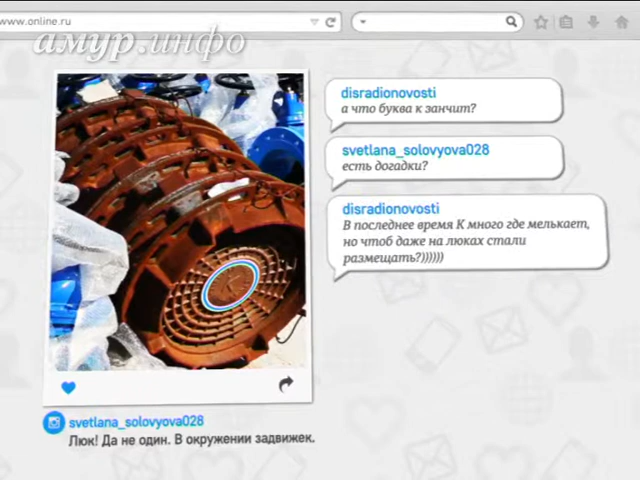 www.online.ru
амур.инфо
disradionovosti
а что буква к занчит?
svetlana_solovyova028
есть догадки?
disradionovosti
В последнее время К много где мелькает,
но чтоб даже на люках стали
размещать?))))))
К
svetlana_solovyova028
Люк! Да не один. В окружении задвижек.